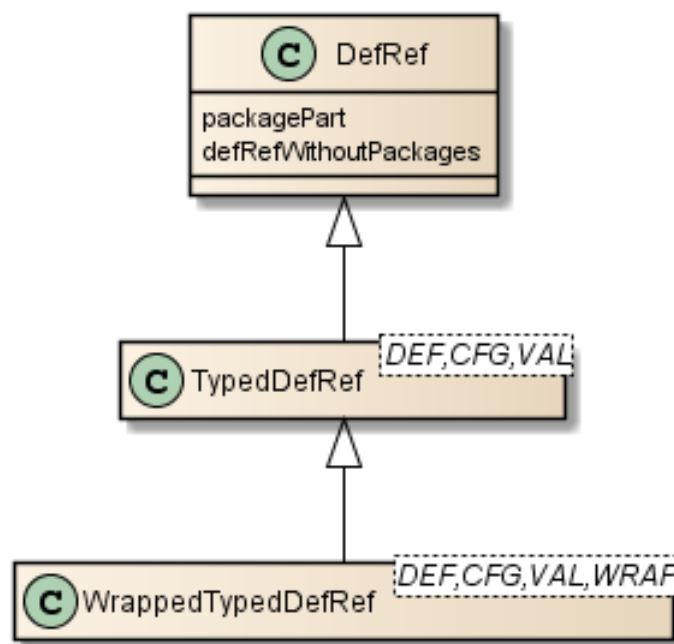 C DefRef
packagePart
defRefWithoutPackages
DEF,CFG,VAL
C TypedDefRef
DEF,CFG,VAL,WRAP
C WrappedTypedDefRef